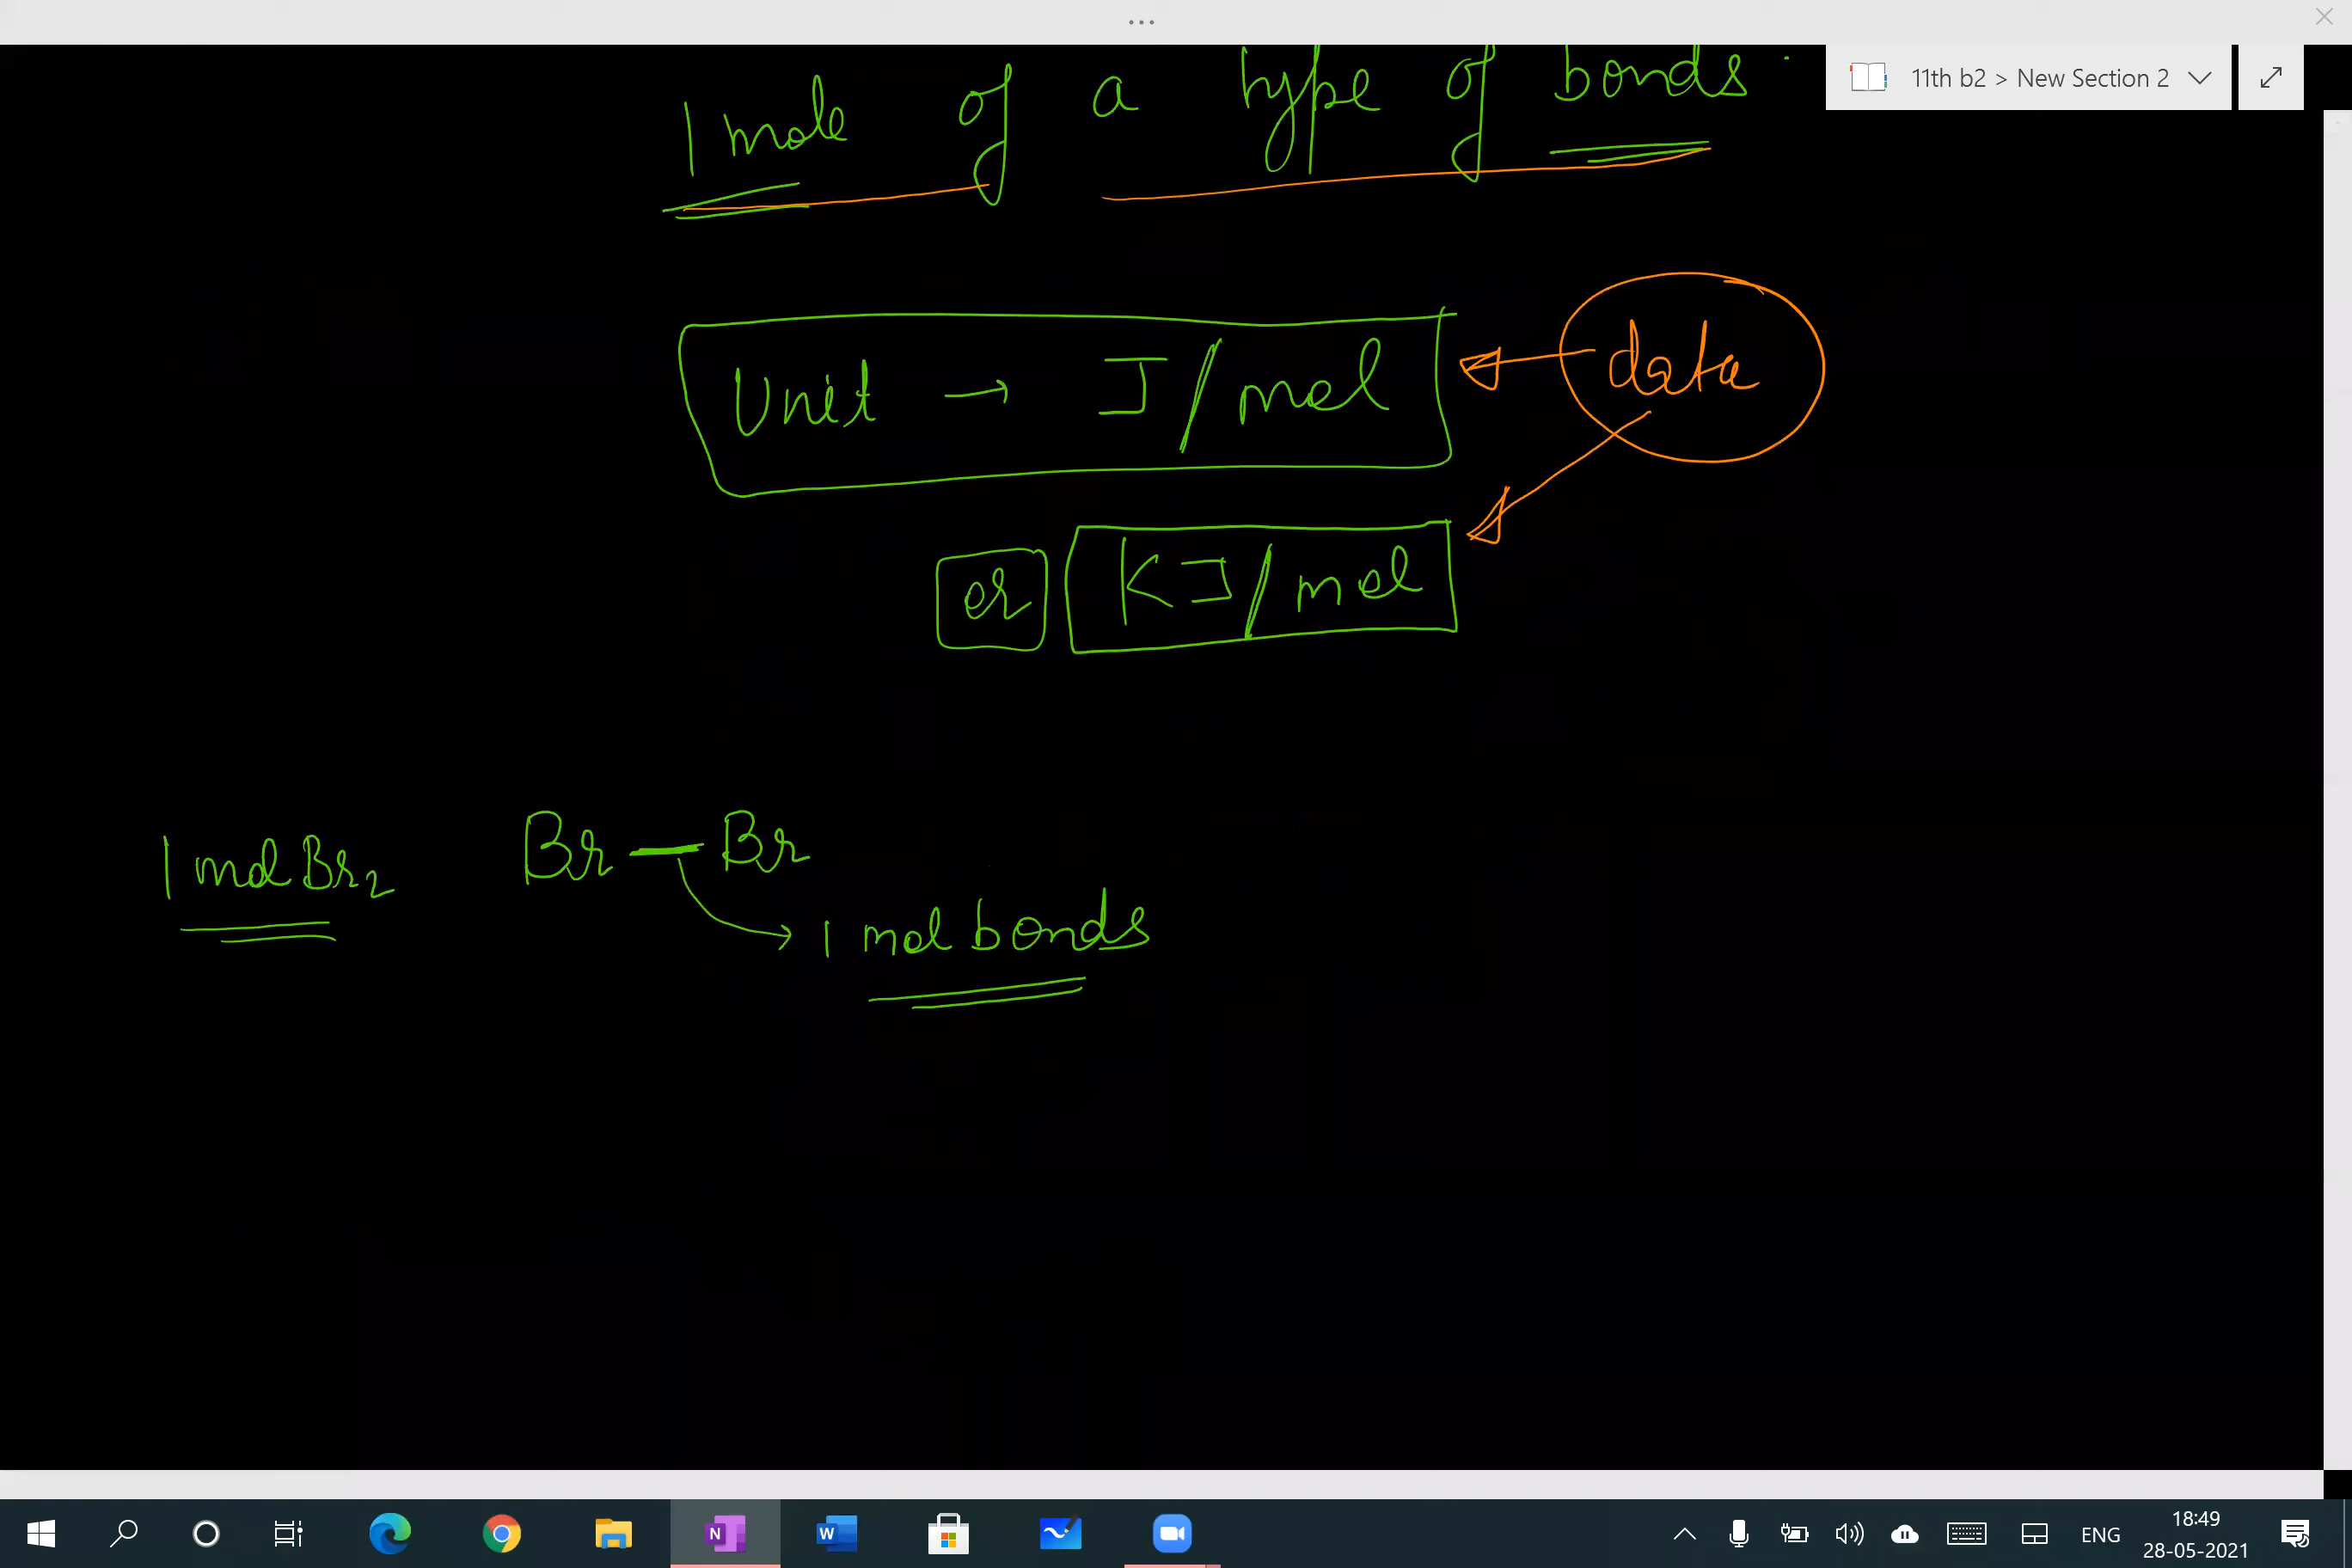 ...
11th b2 > New Section 2
1 mole of a type of bonds.
Unit → J/mol
data
or KJ/mol
1 mol Br2 Br — Br
→ 1 mol bonds
N
W
ENG
18:49
28-05-2021